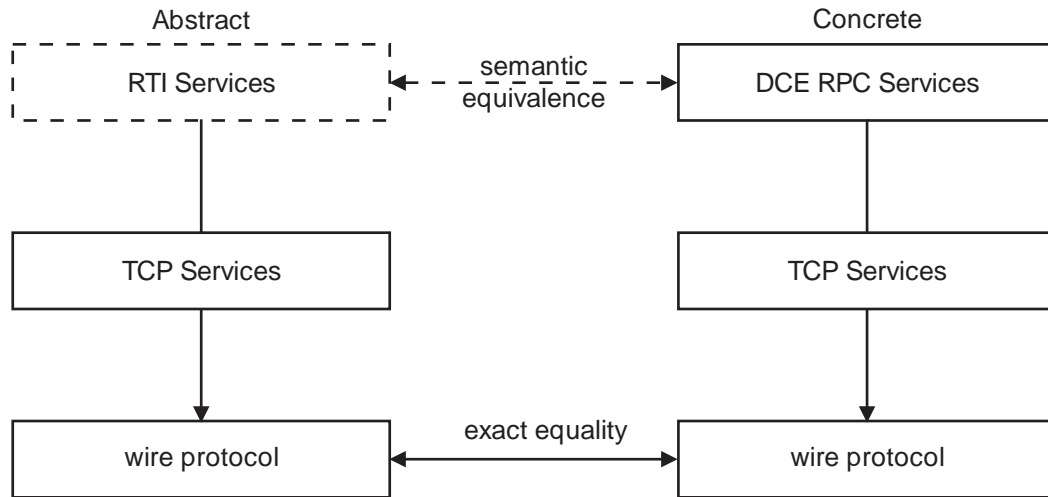 Abstract
Concrete
RTI Services
semantic
equivalence
DCE RPC Services
TCP Services
TCP Services
wire protocol
exact equality
wire protocol